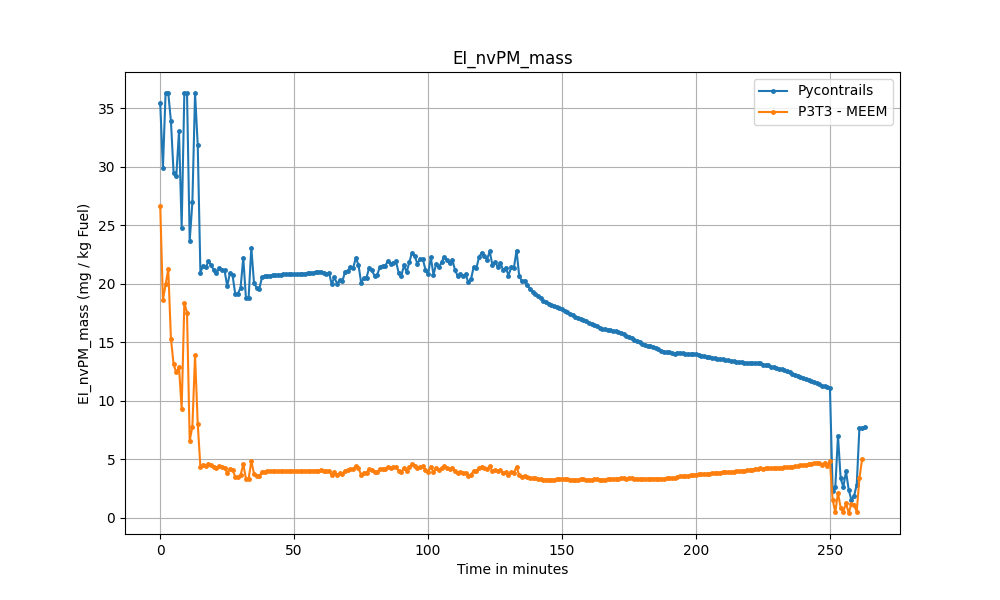 EI_nvPM_mass
Pycontrails
P3T3 - MEEM
EI_nvPM_mass (mg / kg Fuel)
35
30
25
20
15
10
5
0
0 50 100 150 200 250
Time in minutes